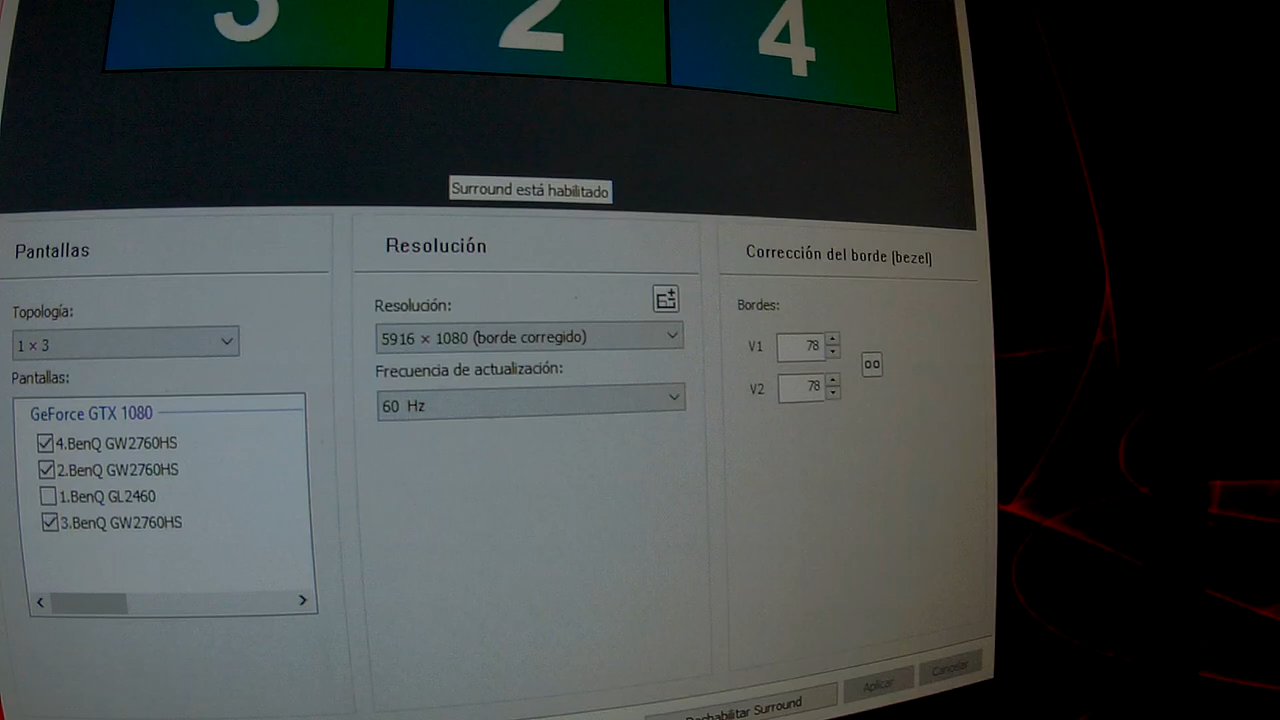 3 2 4
Surround está habilitado
Pantallas
Topología:
1 × 3
Pantallas:
GeForce GTX 1080
4.BenQ GW2760HS
2.BenQ GW2760HS
1.BenQ GL2460
3.BenQ GW2760HS
Resolución
Resolución:
5916 × 1080 (borde corregido)
Frecuencia de actualización:
60 Hz
Corrección del borde (bezel)
Bordes:
V1 78
V2 78
Deshabilitar Surround
Aplicar
Cancelar